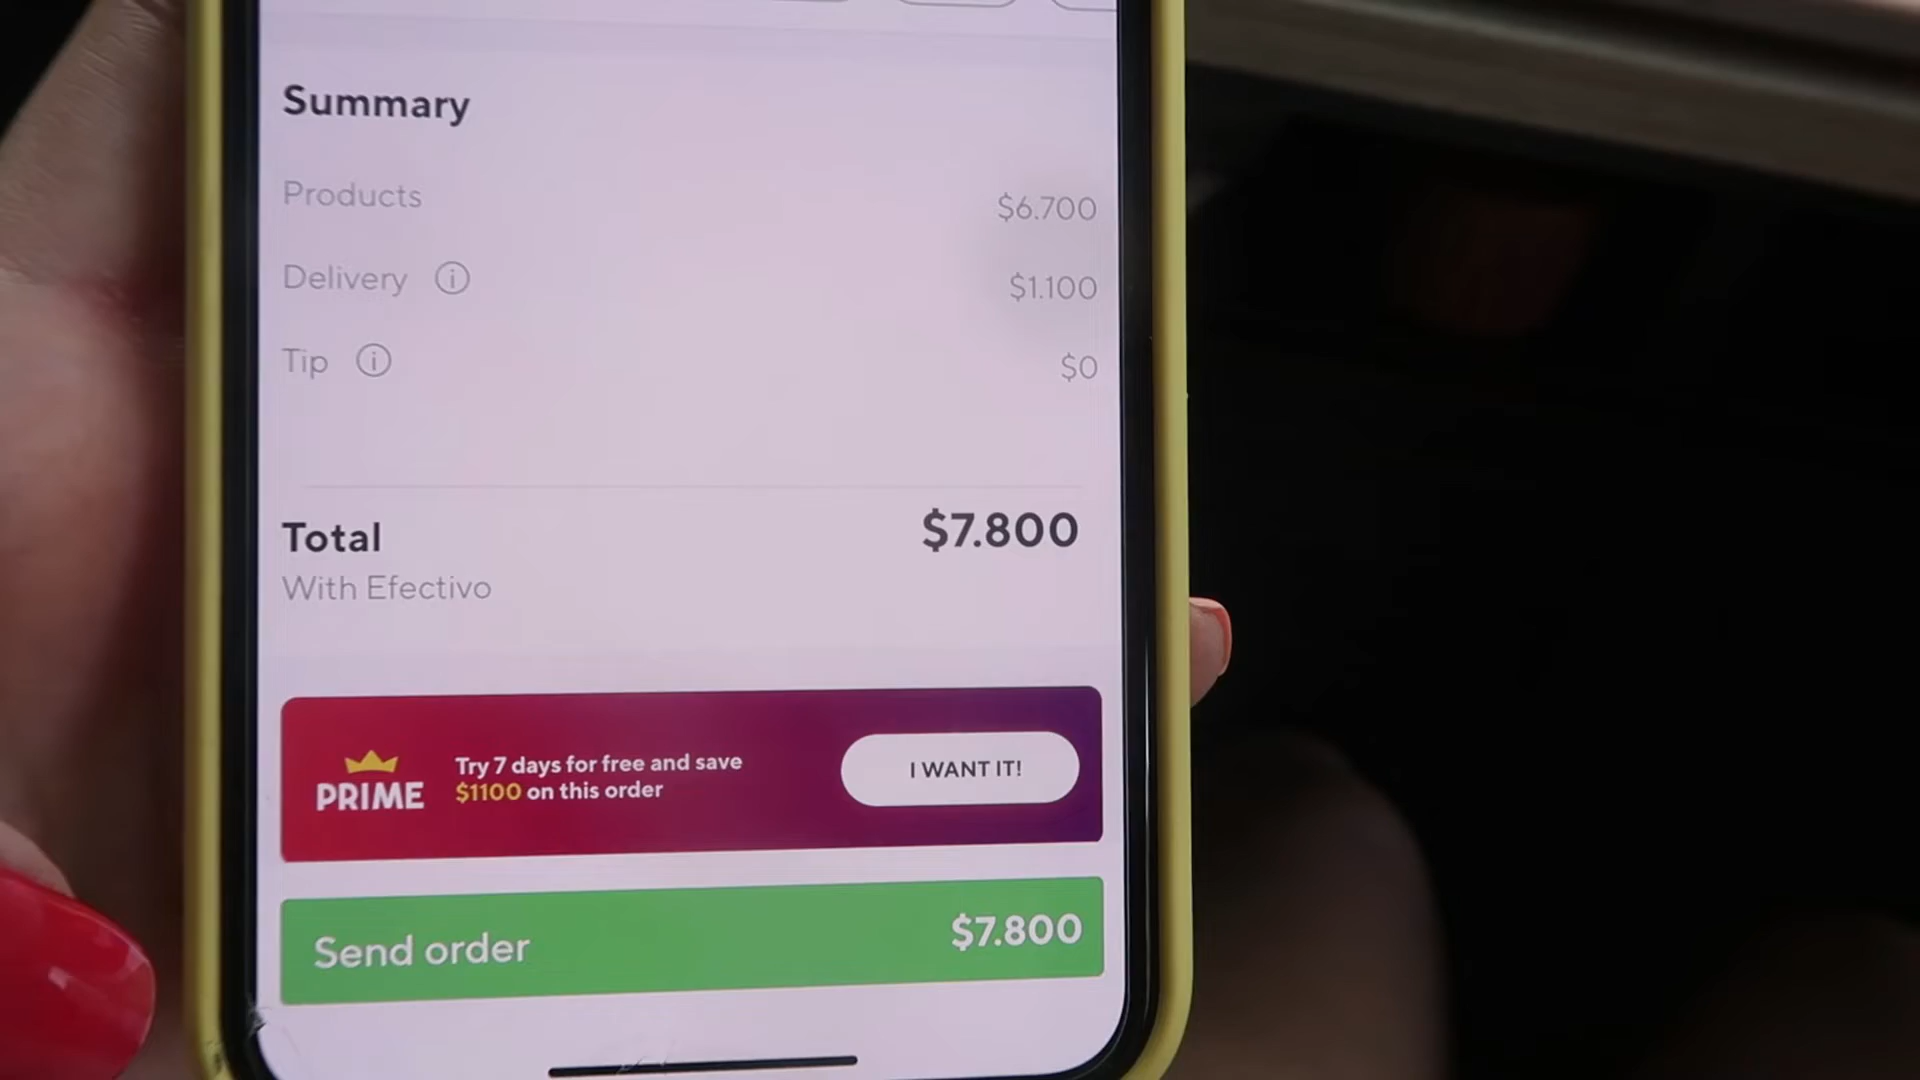 Summary
Products $6.700
Delivery $1.100
Tip $0
Total $7.800
With Efectivo
PRIME
Try 7 days for free and save
$1100 on this order
I WANT IT!
Send order $7.800